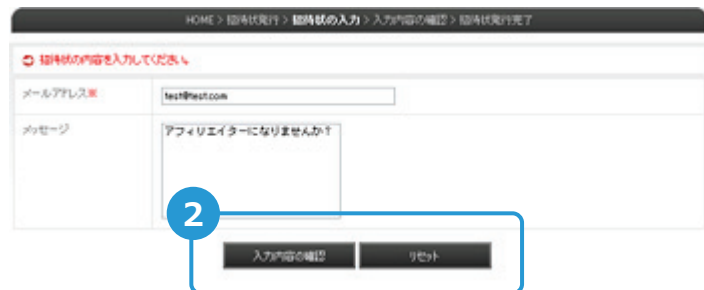 HOME > 招待状発行 > 招待状の入力 > 入力内容の確認 > 招待状発行完了
招待状の内容を入力してください。
メールアドレス※
test@test.com
メッセージ
アフィリエイターになりませんか?
2
入力内容の確認
リセット